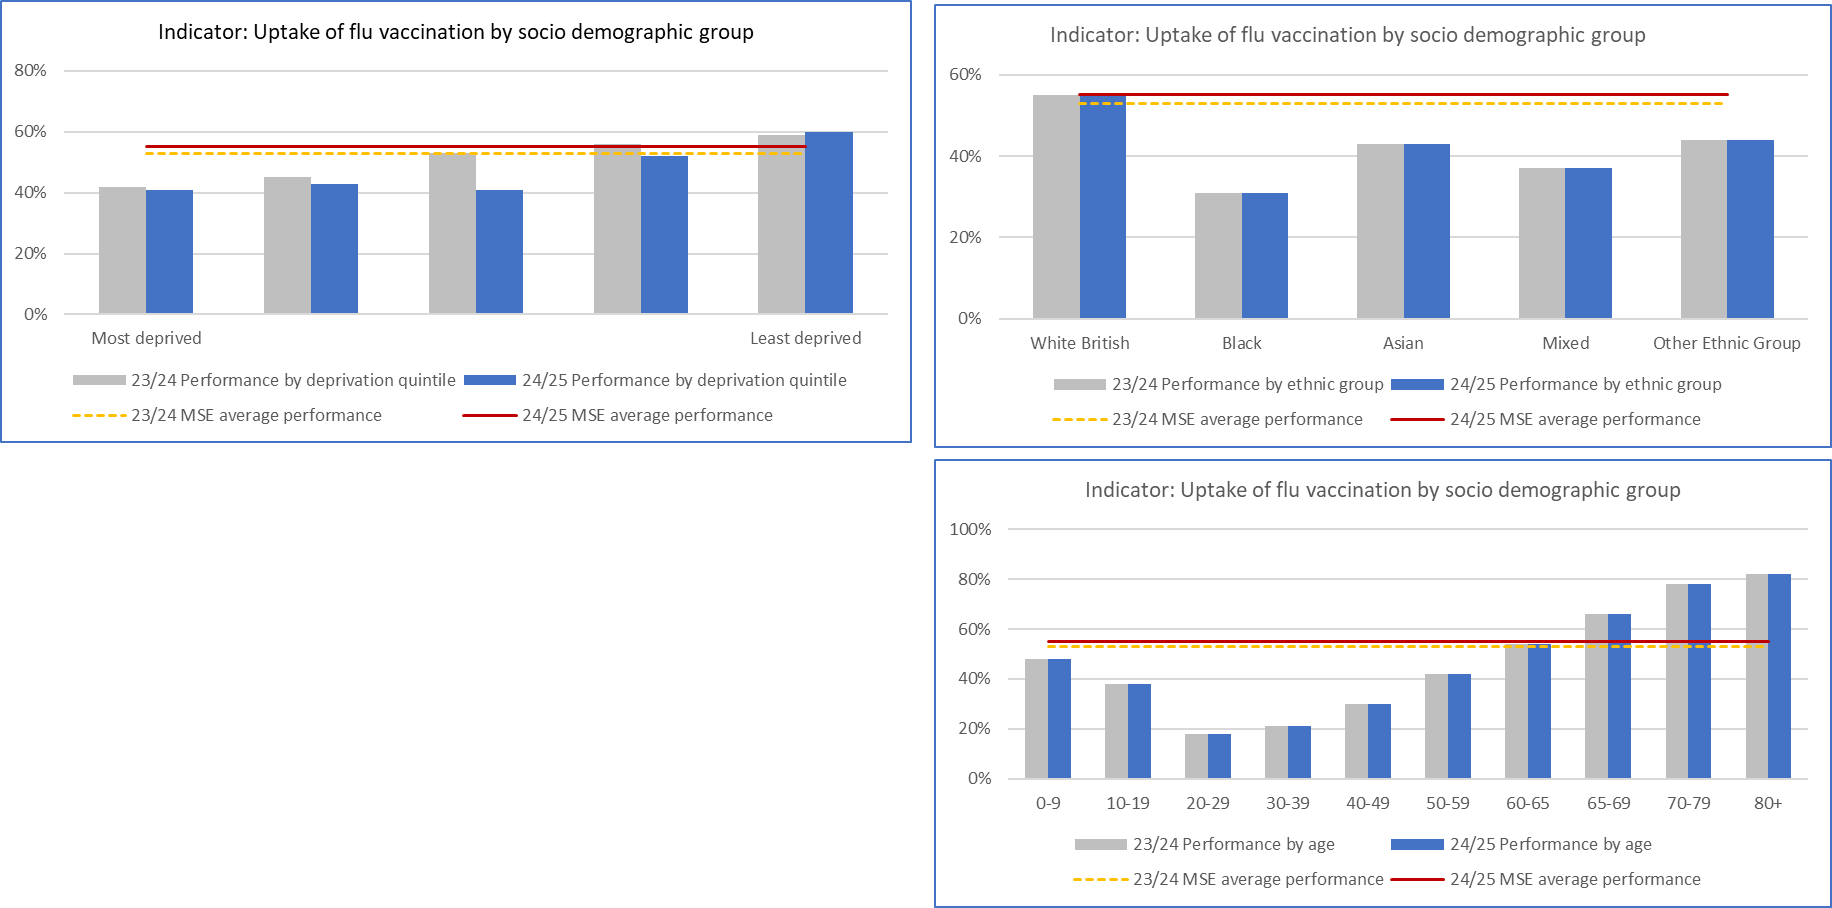 Indicator: Uptake of flu vaccination by socio demographic group
80%
60%
40%
20%
0%
Most deprived Least deprived
23/24 Performance by deprivation quintile 24/25 Performance by deprivation quintile
23/24 MSE average performance 24/25 MSE average performance
Indicator: Uptake of flu vaccination by socio demographic group
60%
40%
20%
0%
White British Black Asian Mixed Other Ethnic Group
23/24 Performance by ethnic group 24/25 Performance by ethnic group
23/24 MSE average performance 24/25 MSE average performance
Indicator: Uptake of flu vaccination by socio demographic group
100%
80%
60%
40%
20%
0%
0-9 10-19 20-29 30-39 40-49 50-59 60-65 65-69 70-79 80+
23/24 Performance by age 24/25 Performance by age
23/24 MSE average performance 24/25 MSE average performance